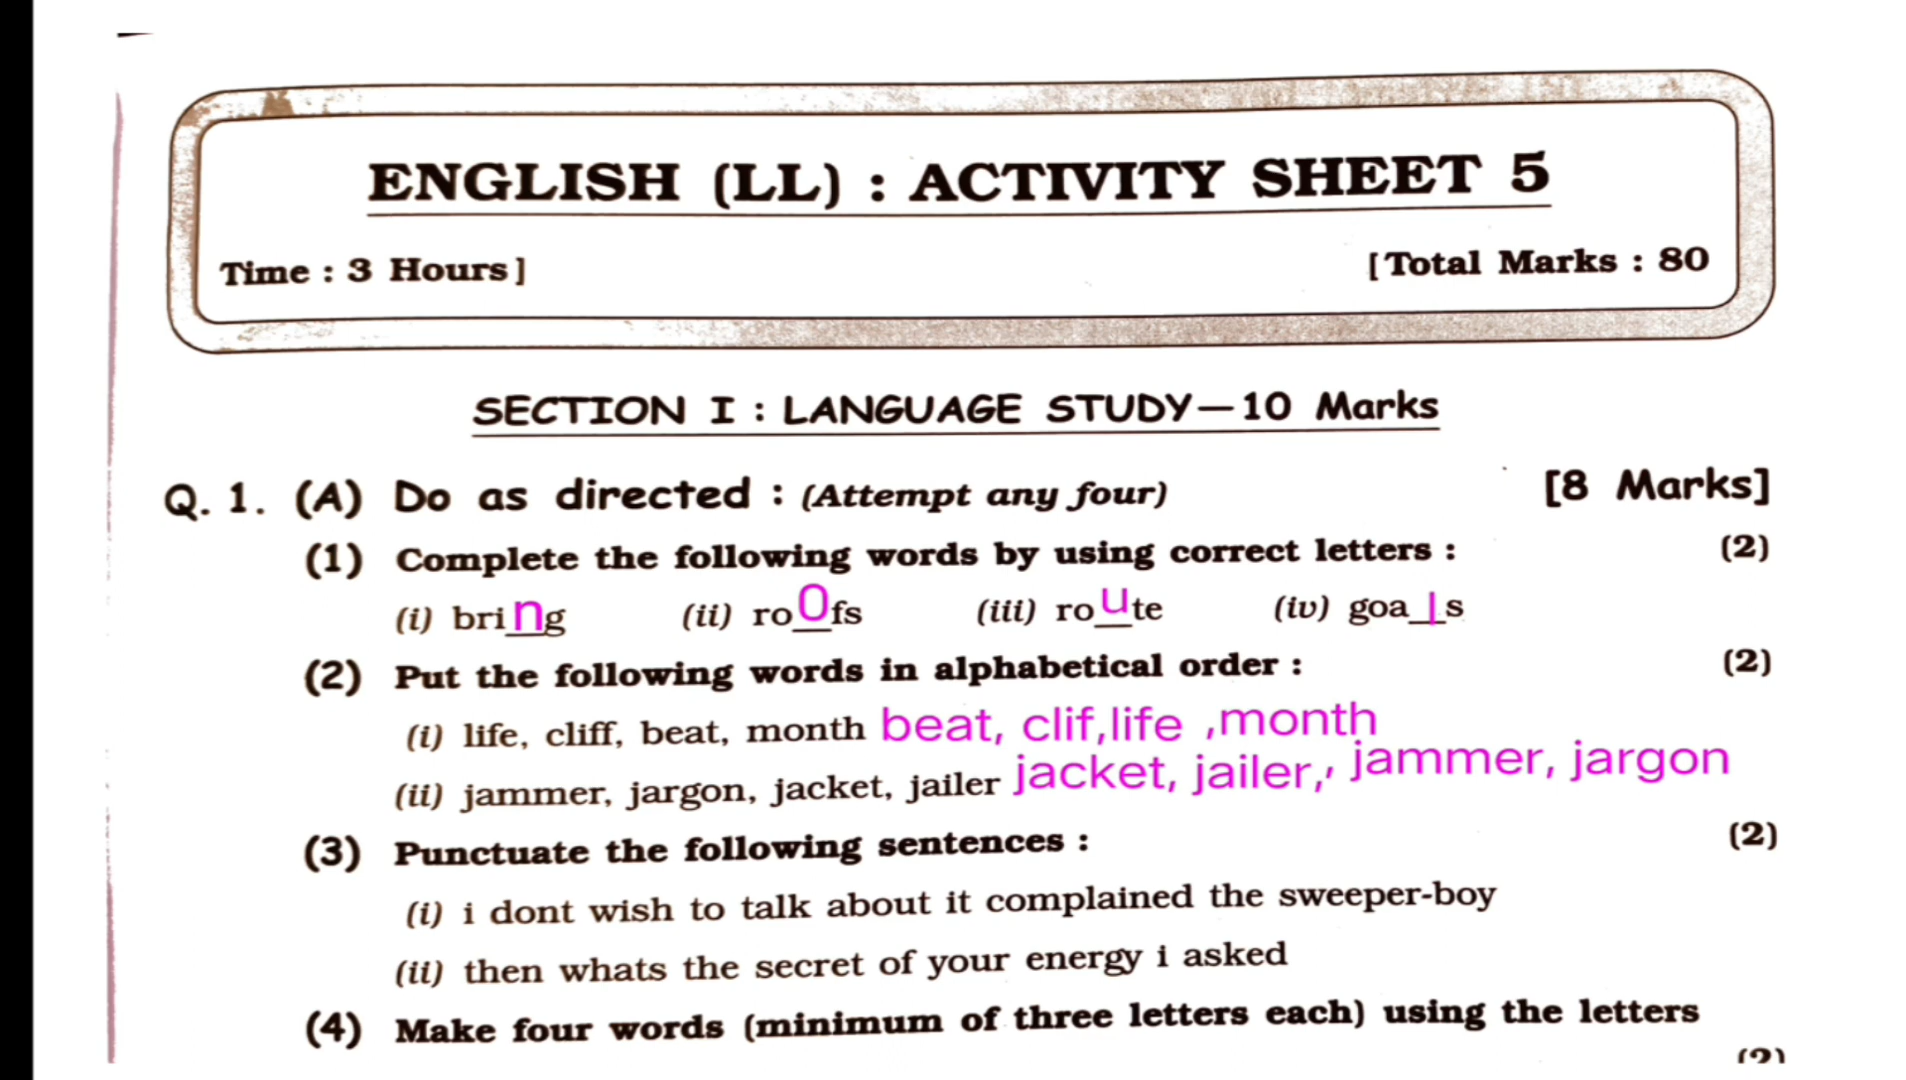 ENGLISH (LL) : ACTIVITY SHEET 5
Time : 3 Hours] [Total Marks : 80
SECTION I : LANGUAGE STUDY—10 Marks
Q. 1. (A) Do as directed : (Attempt any four) [8 Marks]
(1) Complete the following words by using correct letters : (2)
(i) bring (ii) roOfs (iii) route (iv) goals
(2) Put the following words in alphabetical order : (2)
(i) life, cliff, beat, month beat, clif,life ,month
(ii) jammer, jargon, jacket, jailer jacket, jailer,, jammer, jargon
(3) Punctuate the following sentences : (2)
(i) i dont wish to talk about it complained the sweeper-boy
(ii) then whats the secret of your energy i asked
(4) Make four words (minimum of three letters each) using the letters
(2)